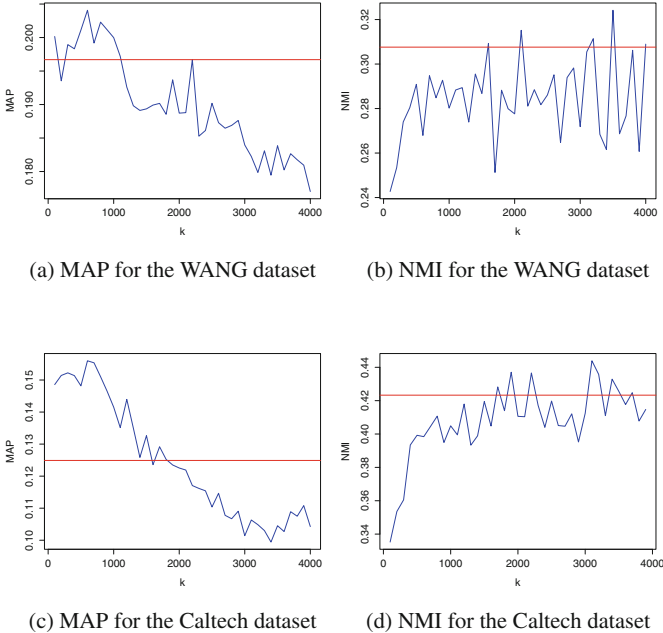 0.200
0.190
0.180
MAP
0 1000 2000 3000 4000
k
(a) MAP for the WANG dataset
0.32
0.30
0.28
0.26
0.24
NMI
0 1000 2000 3000 4000
k
(b) NMI for the WANG dataset
0.15
0.14
0.13
0.12
0.11
0.10
MAP
0 1000 2000 3000 4000
k
(c) MAP for the Caltech dataset
0.44
0.42
0.40
0.38
0.36
0.34
NMI
0 1000 2000 3000 4000
k
(d) NMI for the Caltech dataset